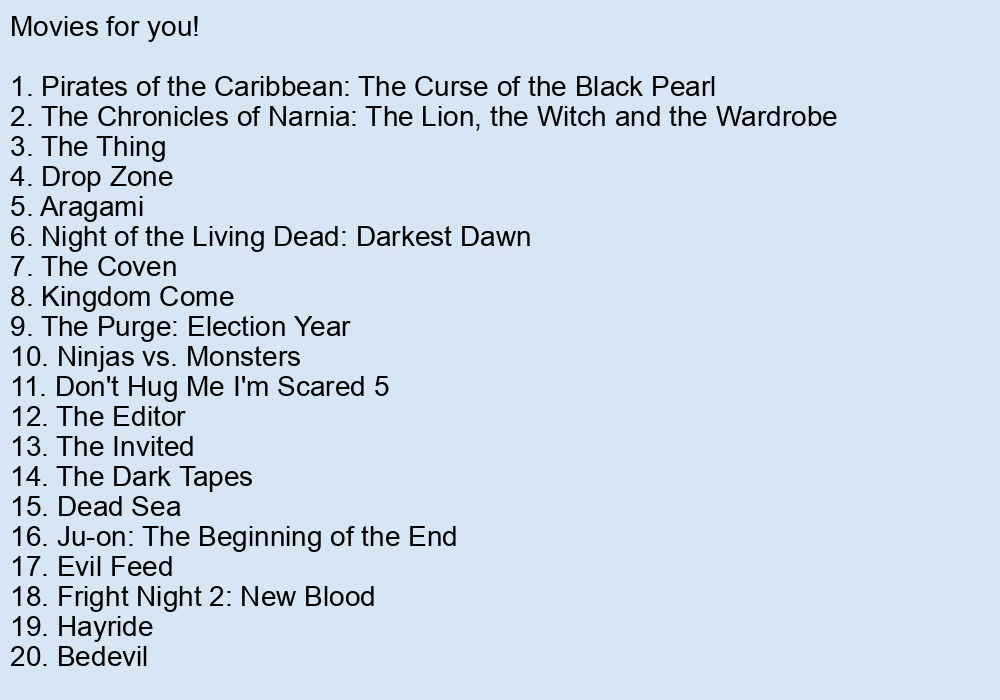 Movies for you!
1. Pirates of the Caribbean: The Curse of the Black Pearl
2. The Chronicles of Narnia: The Lion, the Witch and the Wardrobe
3. The Thing
4. Drop Zone
5. Aragami
6. Night of the Living Dead: Darkest Dawn
7. The Coven
8. Kingdom Come
9. The Purge: Election Year
10. Ninjas vs. Monsters
11. Don't Hug Me I'm Scared 5
12. The Editor
13. The Invited
14. The Dark Tapes
15. Dead Sea
16. Ju-on: The Beginning of the End
17. Evil Feed
18. Fright Night 2: New Blood
19. Hayride
20. Bedevil